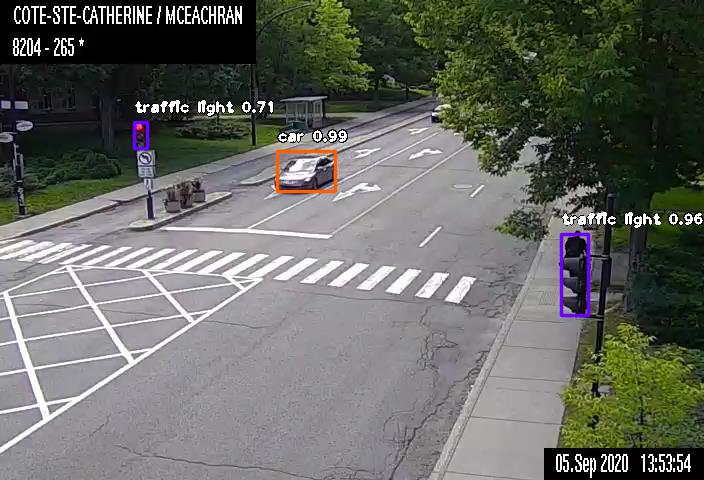 COTE-STE-CATHERINE / MCEACHRAN
8204 - 265 *
traffic light 0.71
car 0.99
traffic light 0.96
05.Sep 2020 13:53:54